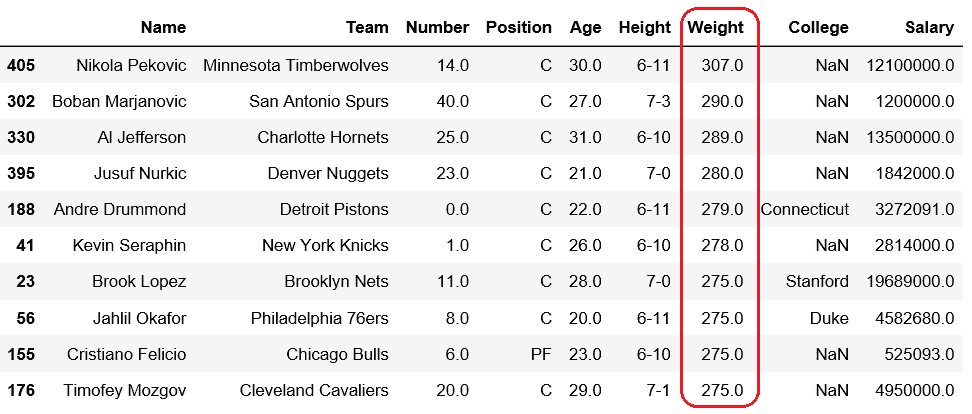 Name Team Number Position Age Height Weight College Salary
405 Nikola Pekovic Minnesota Timberwolves 14.0 C 30.0 6-11 307.0 NaN 12100000.0
302 Boban Marjanovic San Antonio Spurs 40.0 C 27.0 7-3 290.0 NaN 1200000.0
330 Al Jefferson Charlotte Hornets 25.0 C 31.0 6-10 289.0 NaN 13500000.0
395 Jusuf Nurkic Denver Nuggets 23.0 C 21.0 7-0 280.0 NaN 1842000.0
188 Andre Drummond Detroit Pistons 0.0 C 22.0 6-11 279.0 Connecticut 3272091.0
41 Kevin Seraphin New York Knicks 1.0 C 26.0 6-10 278.0 NaN 2814000.0
23 Brook Lopez Brooklyn Nets 11.0 C 28.0 7-0 275.0 Stanford 19689000.0
56 Jahlil Okafor Philadelphia 76ers 8.0 C 20.0 6-11 275.0 Duke 4582680.0
155 Cristiano Felicio Chicago Bulls 6.0 PF 23.0 6-10 275.0 NaN 525093.0
176 Timofey Mozgov Cleveland Cavaliers 20.0 C 29.0 7-1 275.0 NaN 4950000.0